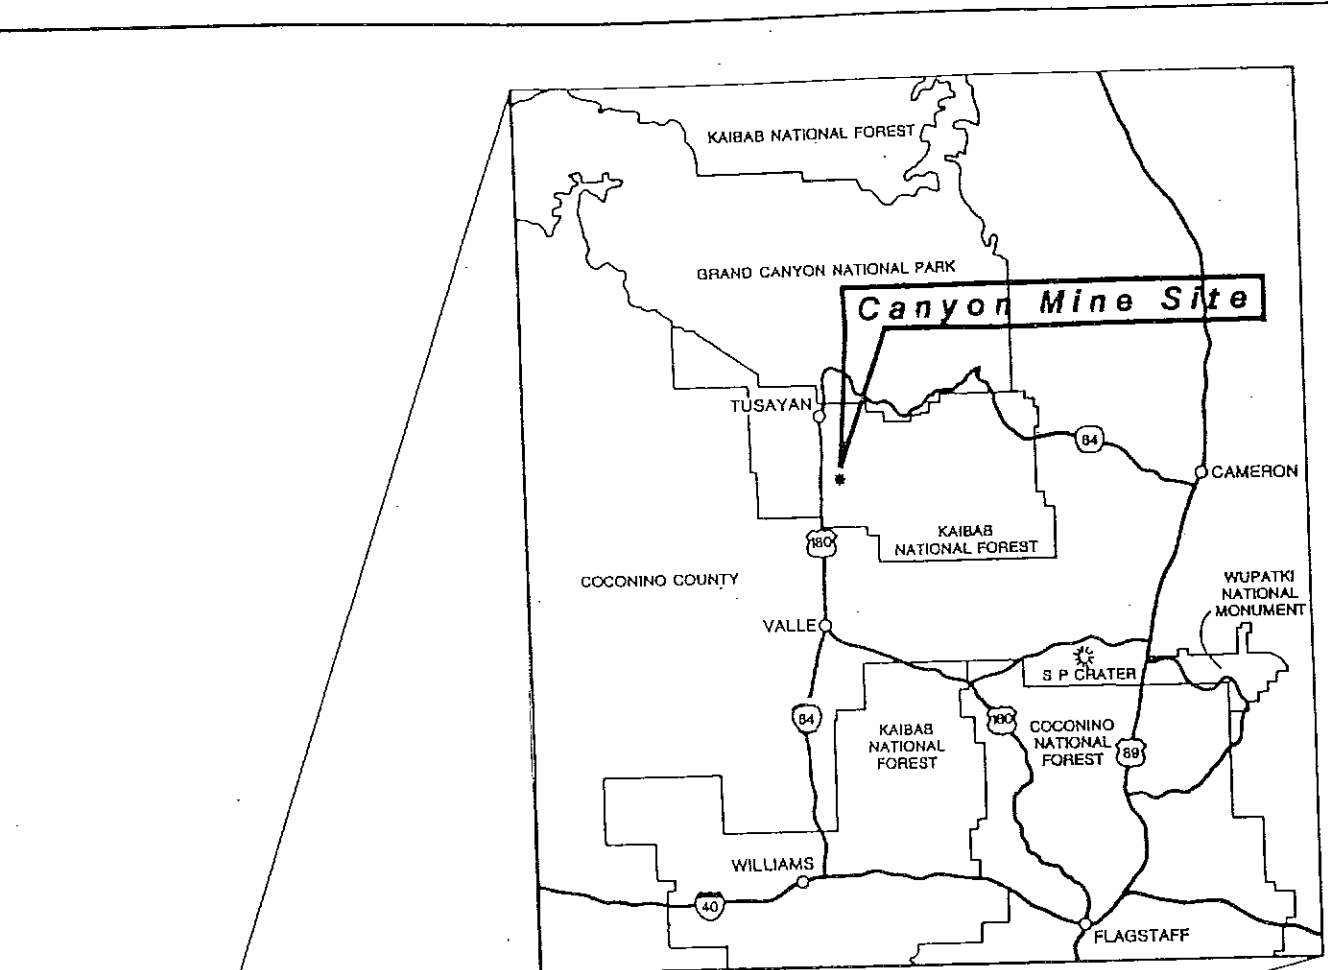 KAIBAB NATIONAL FOREST
GRAND CANYON NATIONAL PARK
Canyon Mine Site
TUSAYAN
64
CAMERON
KAIBAB
NATIONAL FOREST
180
COCONINO COUNTY
WUPATKI
NATIONAL
MONUMENT
VALLE
S P CRATER
64
180
KAIBAB
NATIONAL
FOREST
COCONINO
NATIONAL
FOREST
89
WILLIAMS
40
FLAGSTAFF